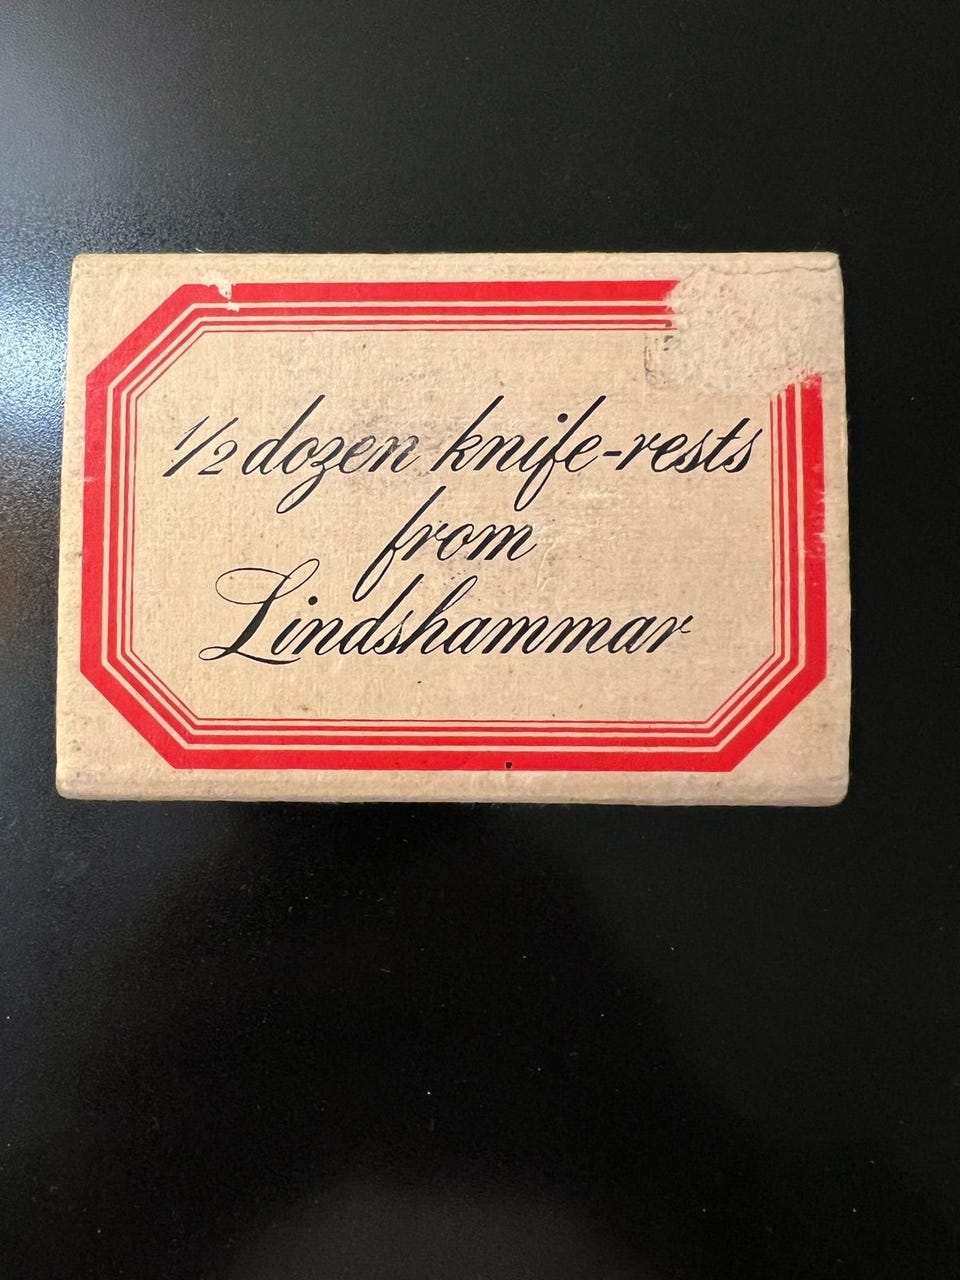 1/2 dozen knife-rests
from
Lindshammar